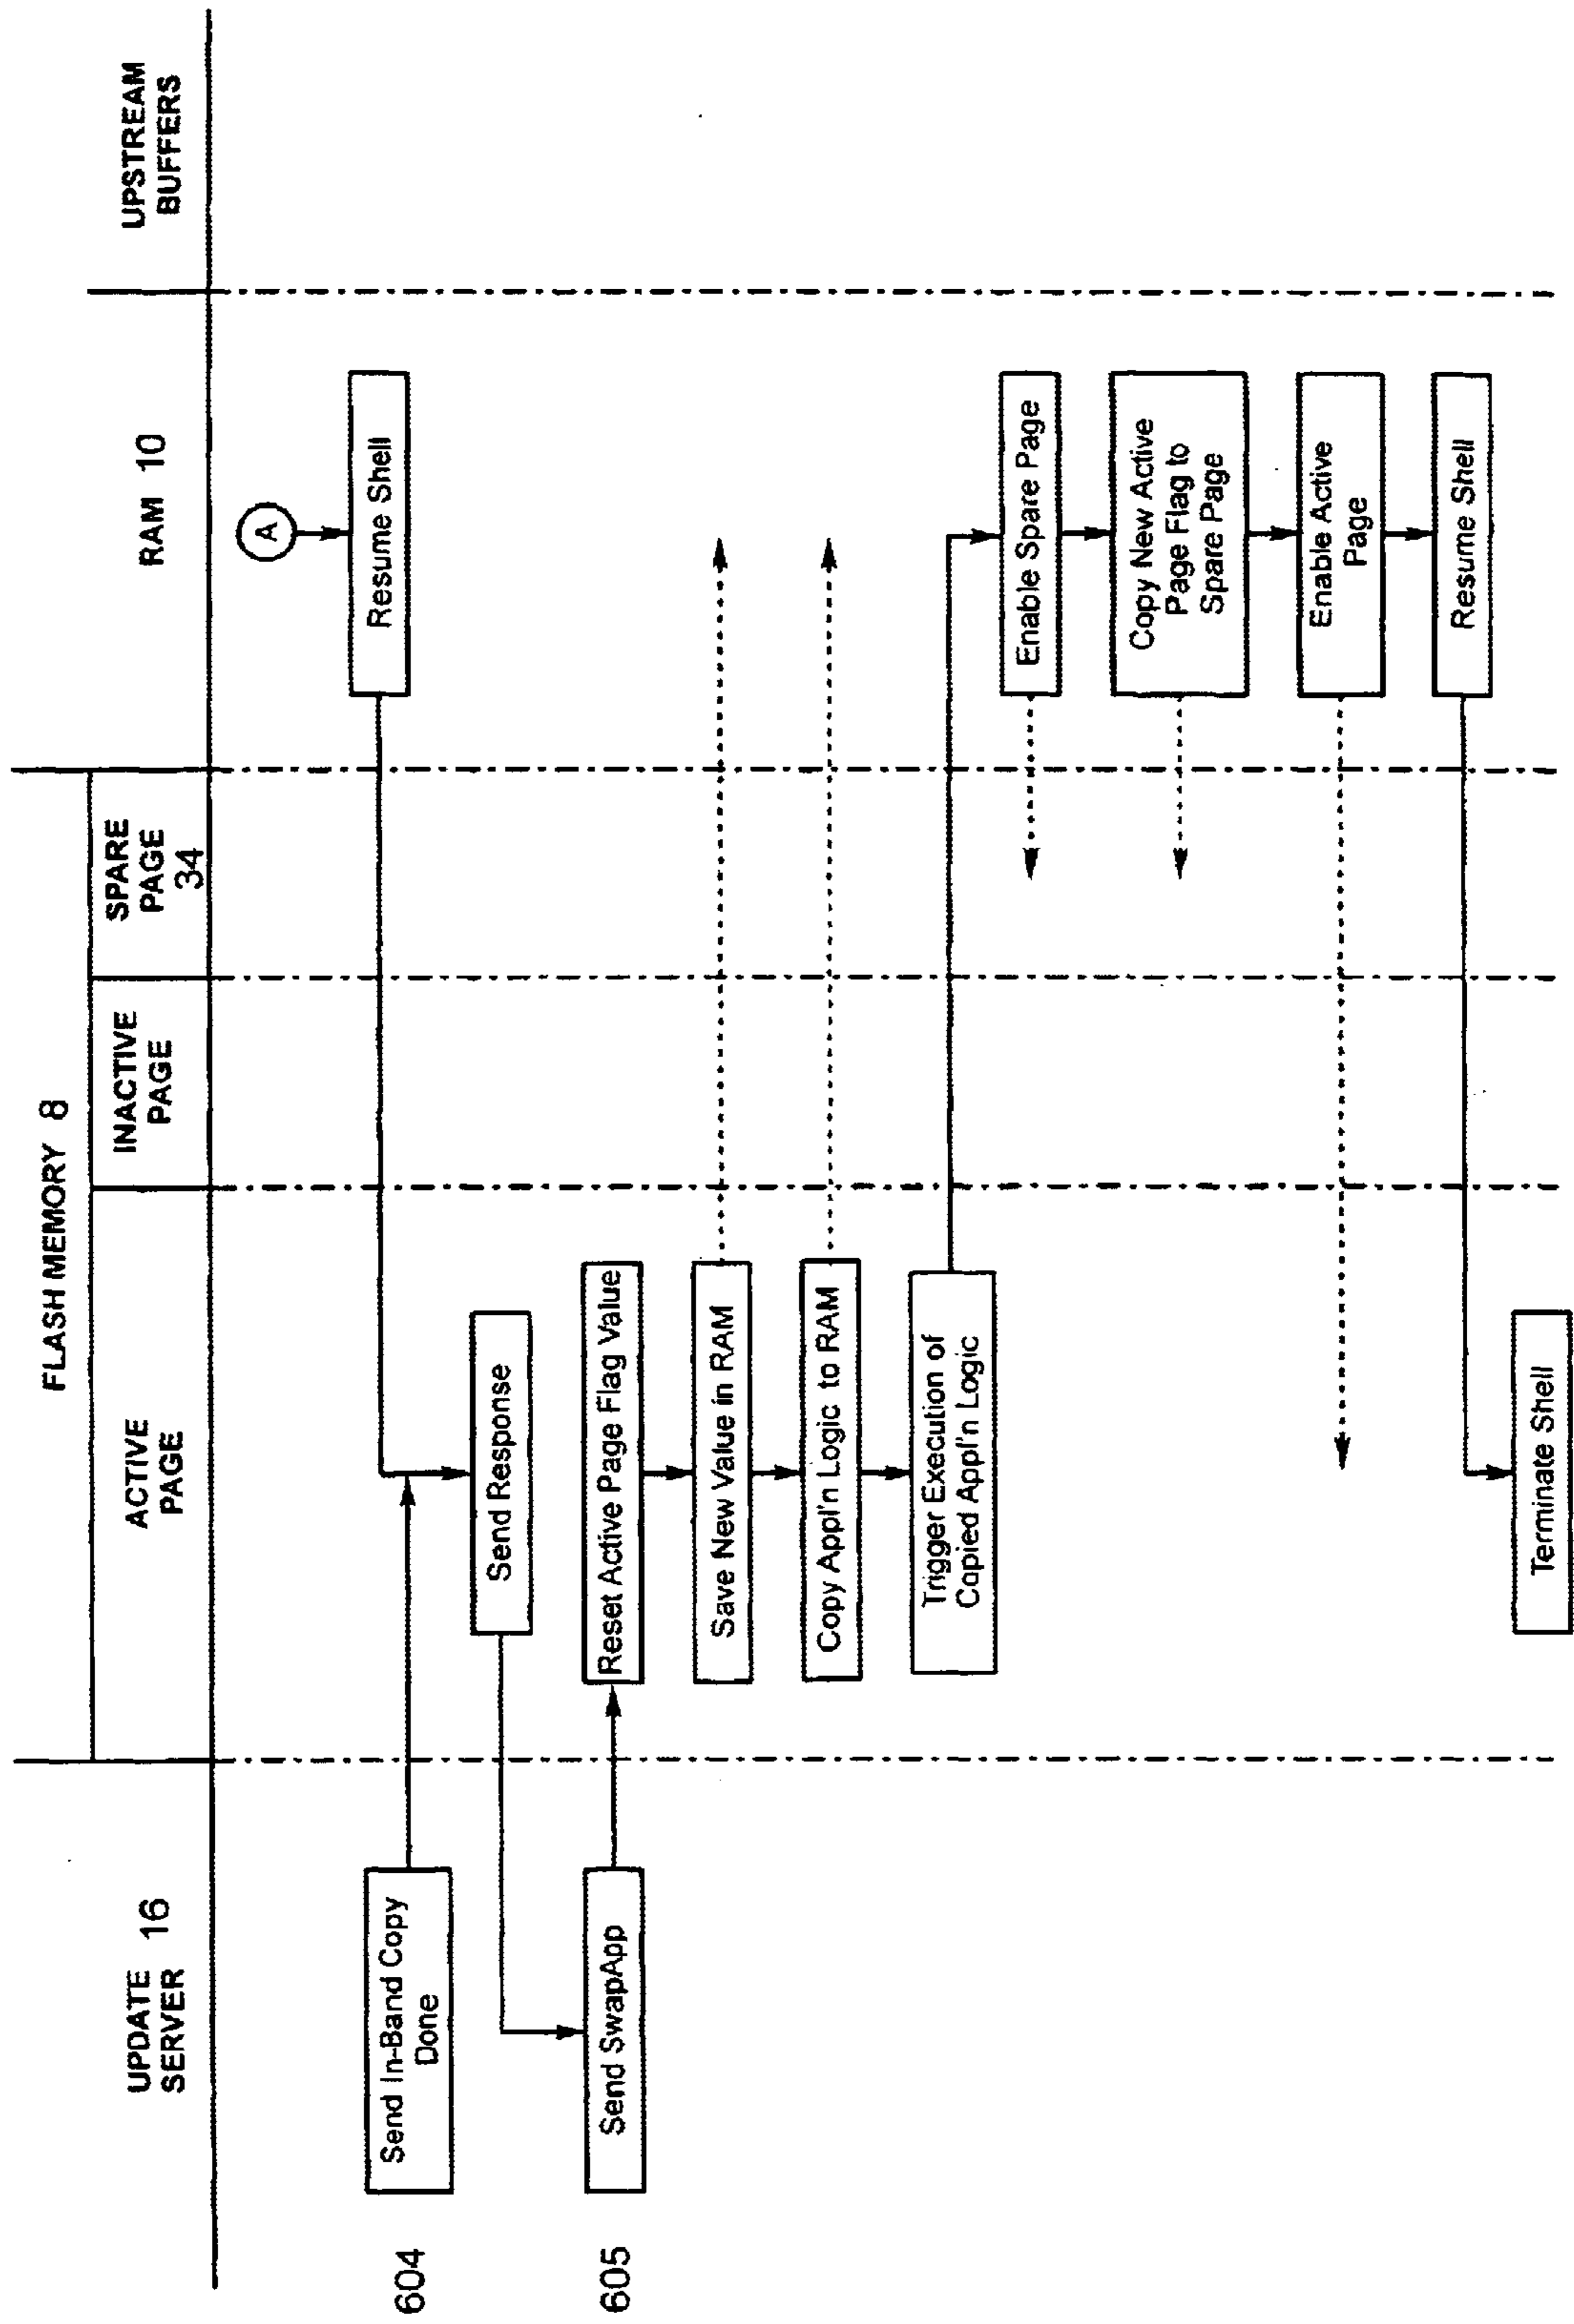 FLASH MEMORY 8
UPDATE
SERVER 16
ACTIVE
PAGE
INACTIVE
PAGE
SPARE
PAGE
34
RAM 10
UPSTREAM
BUFFERS
A
604
Send In-Band Copy
Done
Resume Shell
Send Response
605
Send SwapApp
Reset Active Page Flag Value
Save New Value in RAM
Copy Appl'n Logic to RAM
Trigger Execution of
Copied Appl'n Logic
Enable Spare Page
Copy New Active
Page Flag to
Spare Page
Enable Active
Page
Resume Shell
Terminate Shell